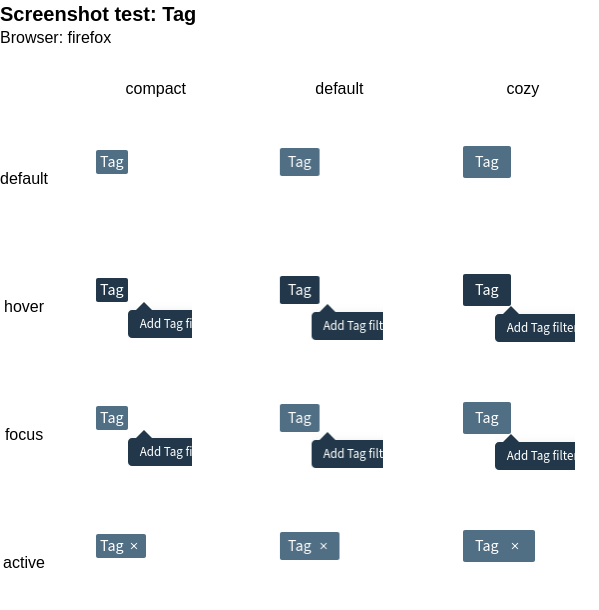 Screenshot test: Tag
Browser: firefox
compact default cozy
default Tag Tag Tag
hover Tag Tag Tag
Add Tag fi Add Tag filt Add Tag filter
focus Tag Tag Tag
Add Tag fi Add Tag filt Add Tag filter
active Tag × Tag × Tag ×